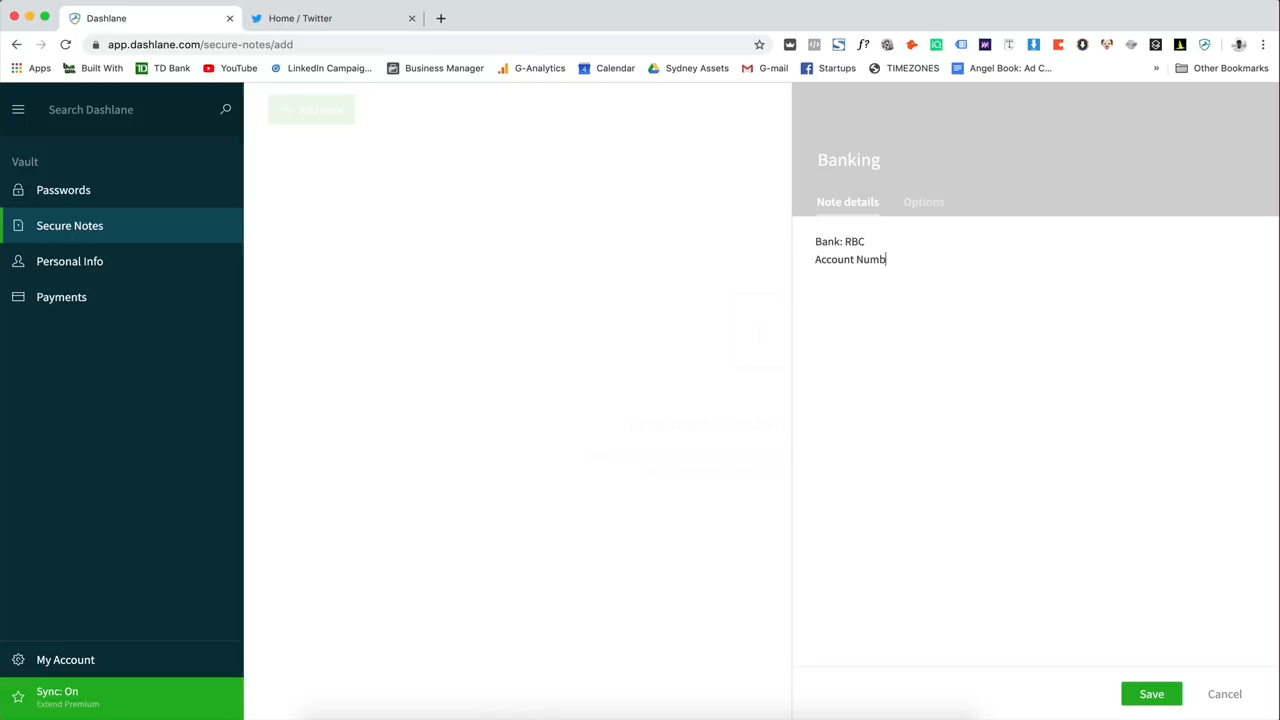 Dashlane
Home / Twitter
app.dashlane.com/secure-notes/add
Apps
Built With
TD Bank
YouTube
LinkedIn Campaig...
Business Manager
G-Analytics
Calendar
Sydney Assets
G-mail
Startups
TIMEZONES
Angel Book: Ad C...
»
Other Bookmarks
Search Dashlane
Vault
Passwords
Secure Notes
Personal Info
Payments
My Account
Sync: On
Extend Premium
Banking
Note details
Options
Bank: RBC
Account Numb
Save
Cancel